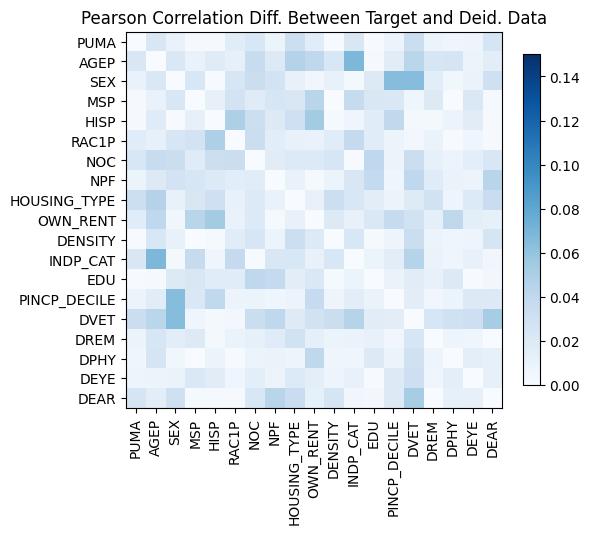 Pearson Correlation Diff. Between Target and Deid. Data
PUMA
AGEP
SEX
MSP
HISP
RAC1P
NOC
NPF
HOUSING_TYPE
OWN_RENT
DENSITY
INDP_CAT
EDU
PINCP_DECILE
DVET
DREM
DPHY
DEYE
DEAR
PUMA
AGEP
SEX
MSP
HISP
RAC1P
NOC
NPF
HOUSING_TYPE
OWN_RENT
DENSITY
INDP_CAT
EDU
PINCP_DECILE
DVET
DREM
DPHY
DEYE
DEAR
0.14
0.12
0.10
0.08
0.06
0.04
0.02
0.00